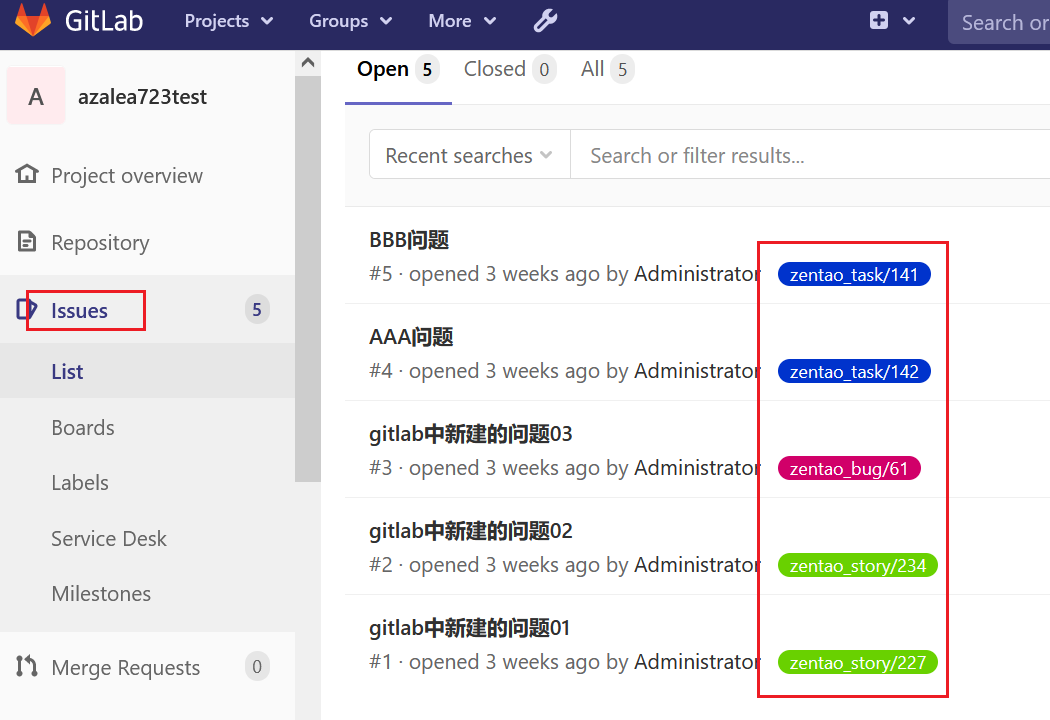 GitLab Projects Groups More Search or
A azalea723test
Project overview
Repository
Issues 5
List
Boards
Labels
Service Desk
Milestones
Merge Requests 0
Open 5 Closed 0 All 5
Recent searches Search or filter results...
BBB问题
#5 · opened 3 weeks ago by Administrator zentao_task/141
AAA问题
#4 · opened 3 weeks ago by Administrator zentao_task/142
gitlab中新建的问题03
#3 · opened 3 weeks ago by Administrator zentao_bug/61
gitlab中新建的问题02
#2 · opened 3 weeks ago by Administrator zentao_story/234
gitlab中新建的问题01
#1 · opened 3 weeks ago by Administrator zentao_story/227